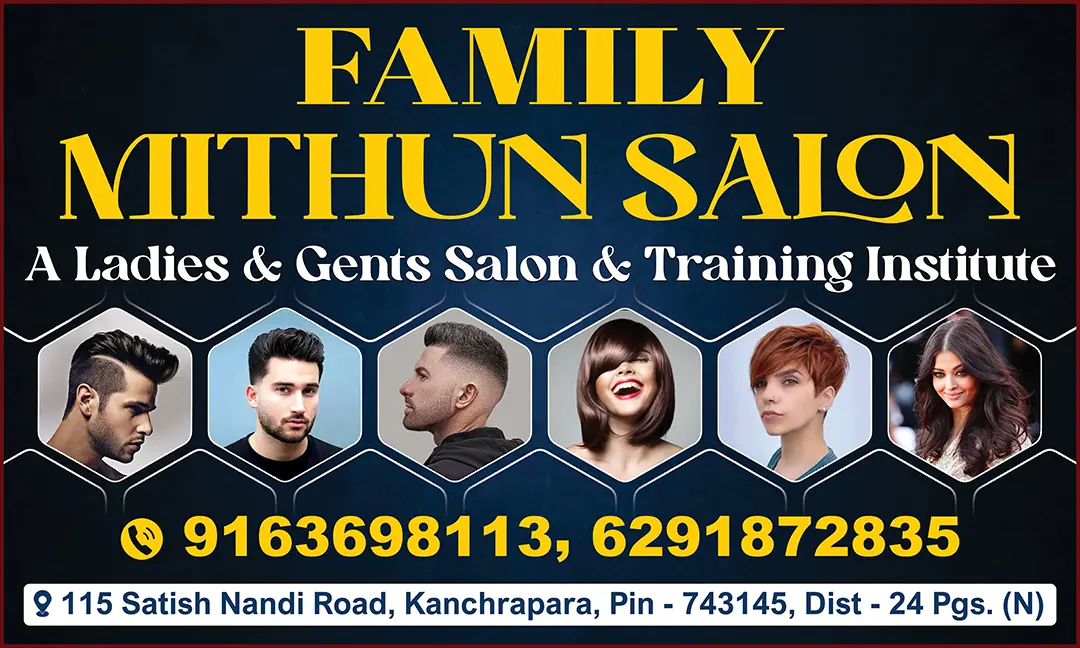 FAMILY
MITHUN SALON
A Ladies & Gents Salon & Training Institute
9163698113, 6291872835
115 Satish Nandi Road, Kanchrapara, Pin - 743145, Dist - 24 Pgs. (N)